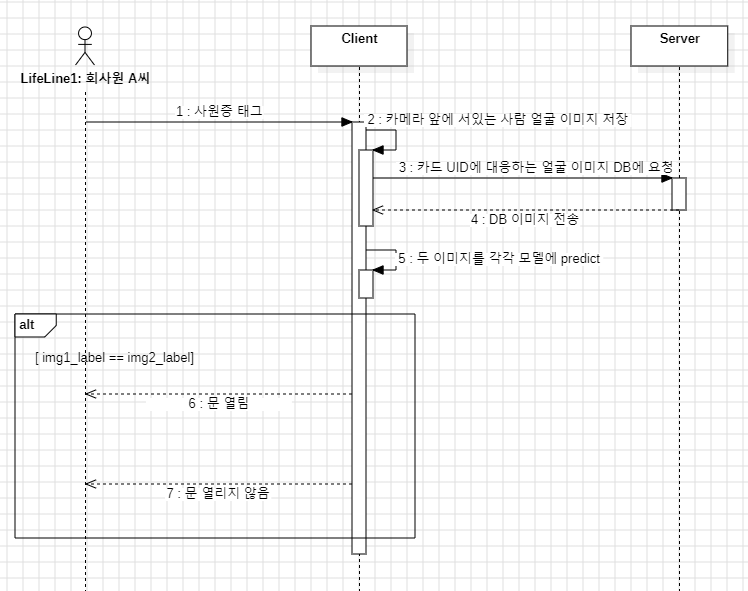 Client
Server
LifeLine1: 회사원 A씨
1 : 사원증 태그
2 : 카메라 앞에 서있는 사람 얼굴 이미지 저장
3 : 카드 UID에 대응하는 얼굴 이미지 DB에 요청
4 : DB 이미지 전송
5 : 두 이미지를 각각 모델에 predict
alt
[ img1_label == img2_label]
6 : 문 열림
7 : 문 열리지 않음